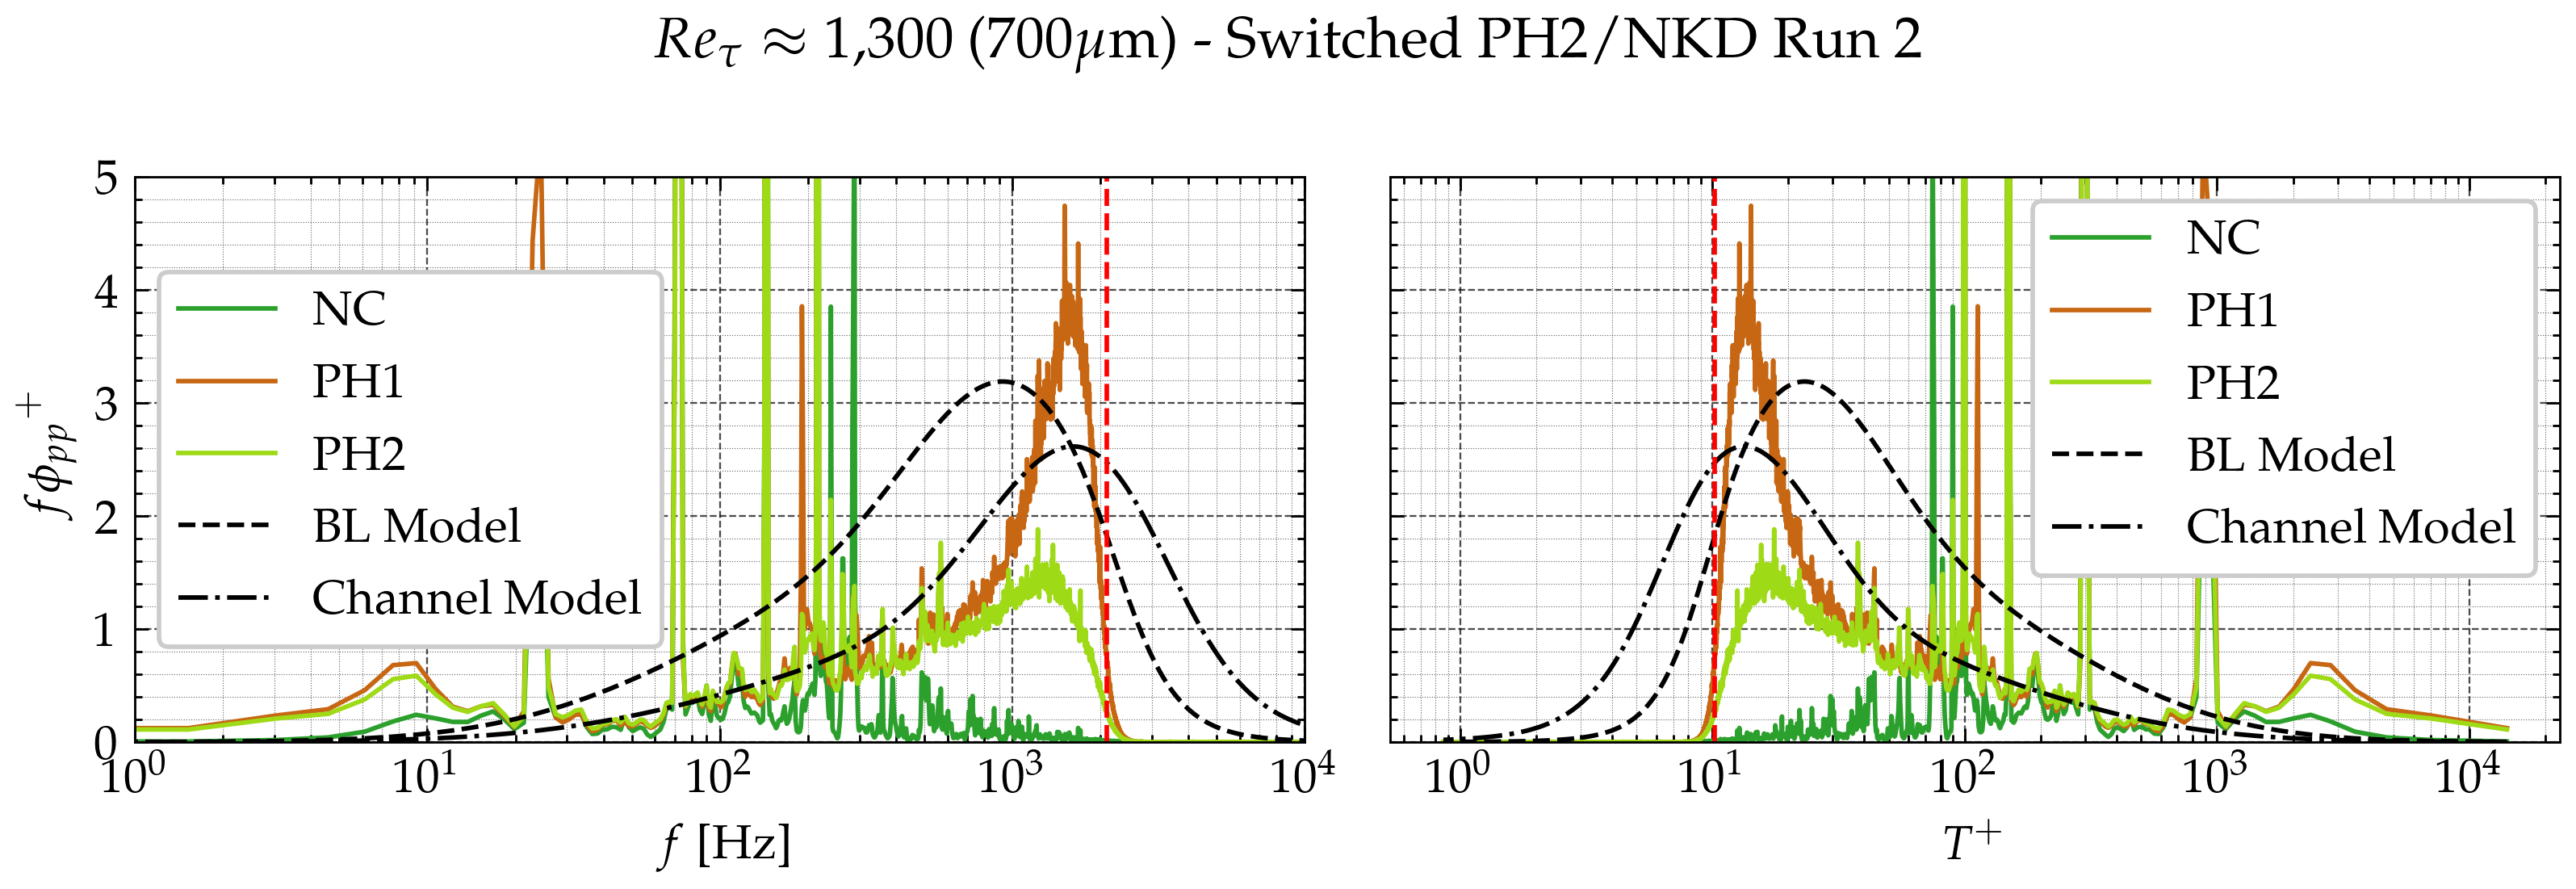 Re_τ ≈ 1,300 (700μm) - Switched PH2/NKD Run 2
fϕ_pp^+
5
4
3
2
1
0
NC
PH1
PH2
BL Model
Channel Model
10^0
10^1
10^2
10^3
10^4
f [Hz]
NC
PH1
PH2
BL Model
Channel Model
10^0
10^1
10^2
10^3
10^4
T^+